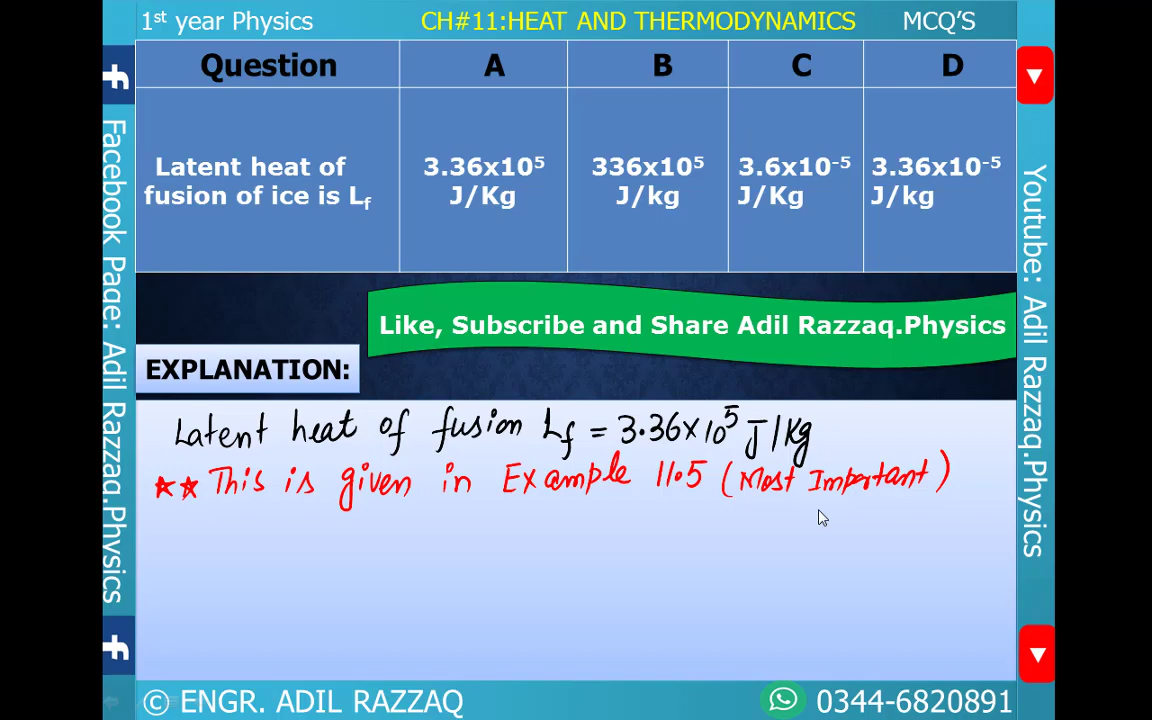 1st year Physics CH#11:HEAT AND THERMODYNAMICS MCQ'S
Question A B C D
Latent heat of
fusion of ice is Lf
3.36x10⁵
J/Kg
336x10⁵
J/kg
3.6x10⁻⁵
J/Kg
3.36x10⁻⁵
J/kg
Like, Subscribe and Share Adil Razzaq.Physics
EXPLANATION:
Latent heat of fusion Lf = 3.36x10⁵ J/Kg
★★ This is given in Example 11.5 (Most Important)
© ENGR. ADIL RAZZAQ 0344-6820891
Facebook Page: Adil Razzaq.Physics
Youtube: Adil Razzaq.Physics